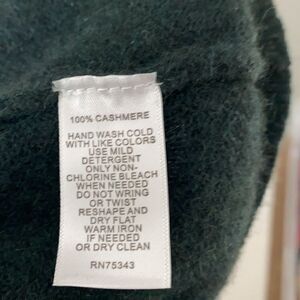 100% CASHMERE
HAND WASH COLD
WITH LIKE COLORS
USE MILD
DETERGENT
ONLY NON-
CHLORINE BLEACH
WHEN NEEDED
DO NOT WRING
OR TWIST
RESHAPE AND
DRY FLAT
WARM IRON
IF NEEDED
OR DRY CLEAN
RN75343